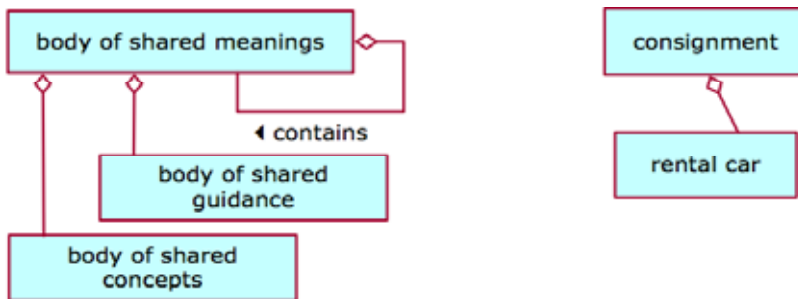 body of shared meanings
consignment
◄ contains
rental car
body of shared
guidance
body of shared
concepts